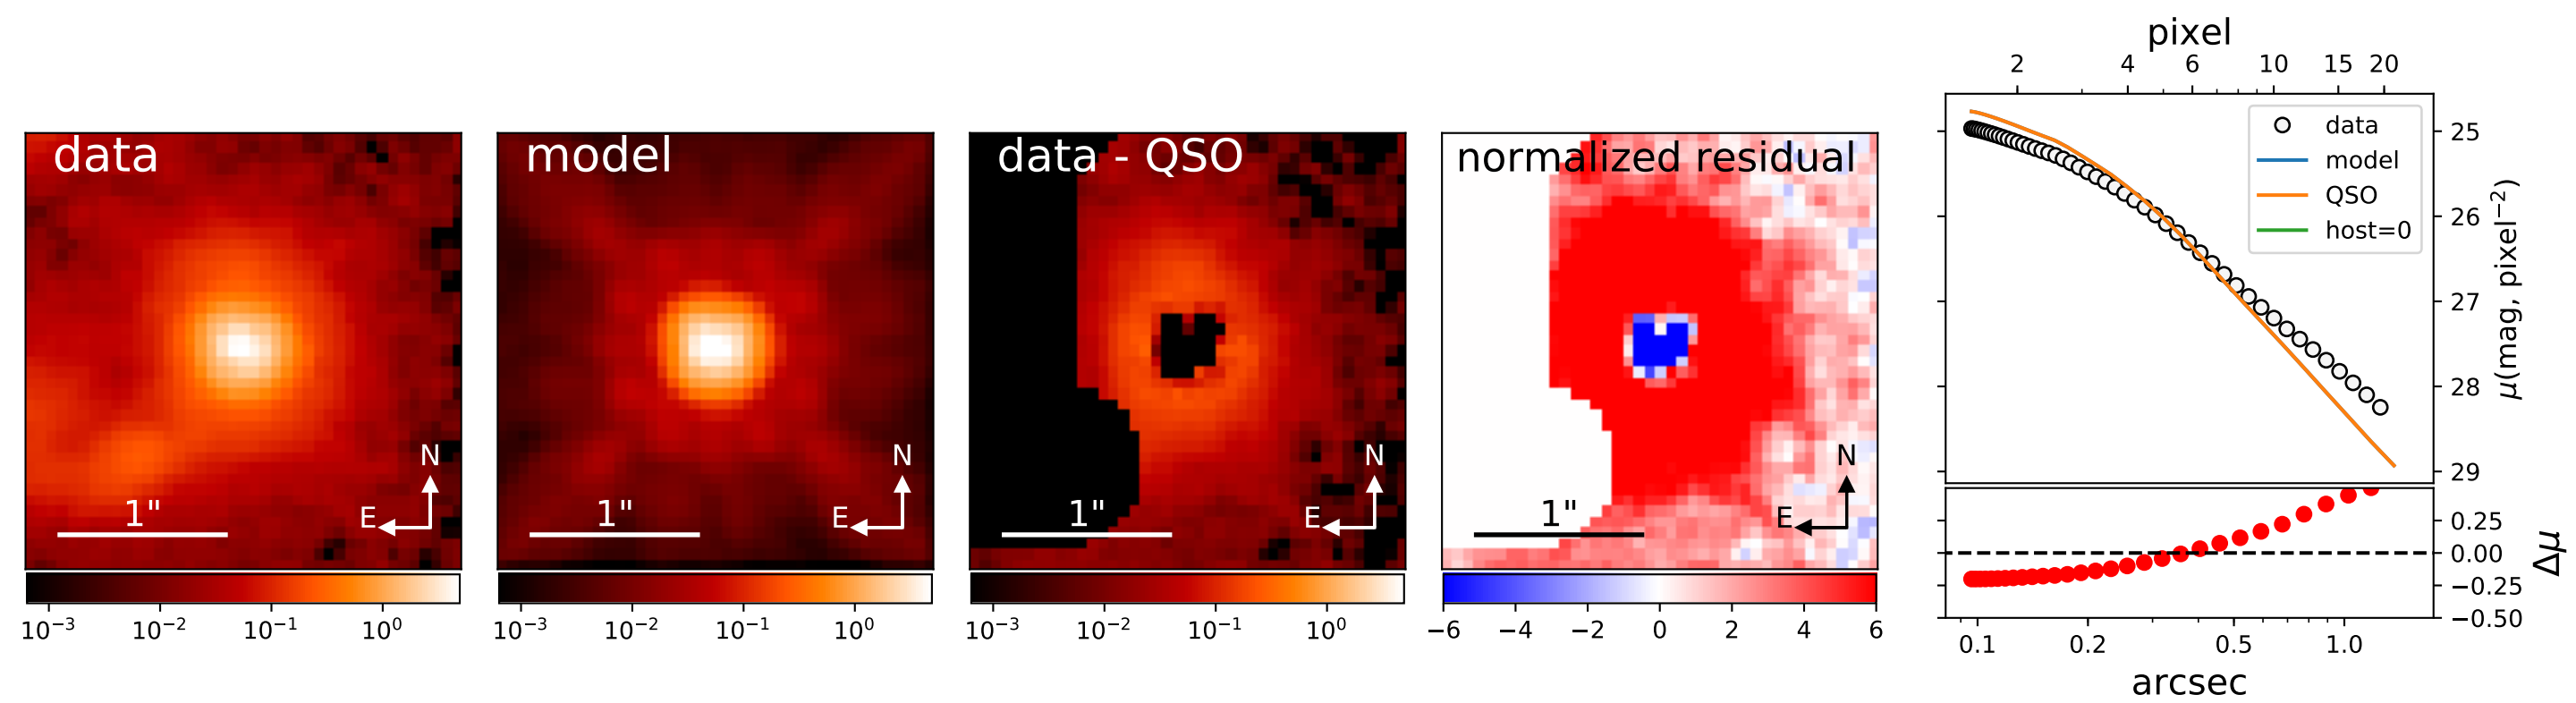 data
N
E
1"
10⁻³ 10⁻² 10⁻¹ 10⁰
model
N
E
1"
10⁻³ 10⁻² 10⁻¹ 10⁰
data - QSO
N
E
1"
10⁻³ 10⁻² 10⁻¹ 10⁰
normalized residual
N
E
1"
−6 −4 −2 0 2 4 6
pixel
2 4 6 10 15 20
data
model
QSO
host=0
25
26
27
28
29
μ(mag, pixel⁻²)
0.25
0.00
−0.25
−0.50
Δμ
0.1 0.2 0.5 1.0
arcsec